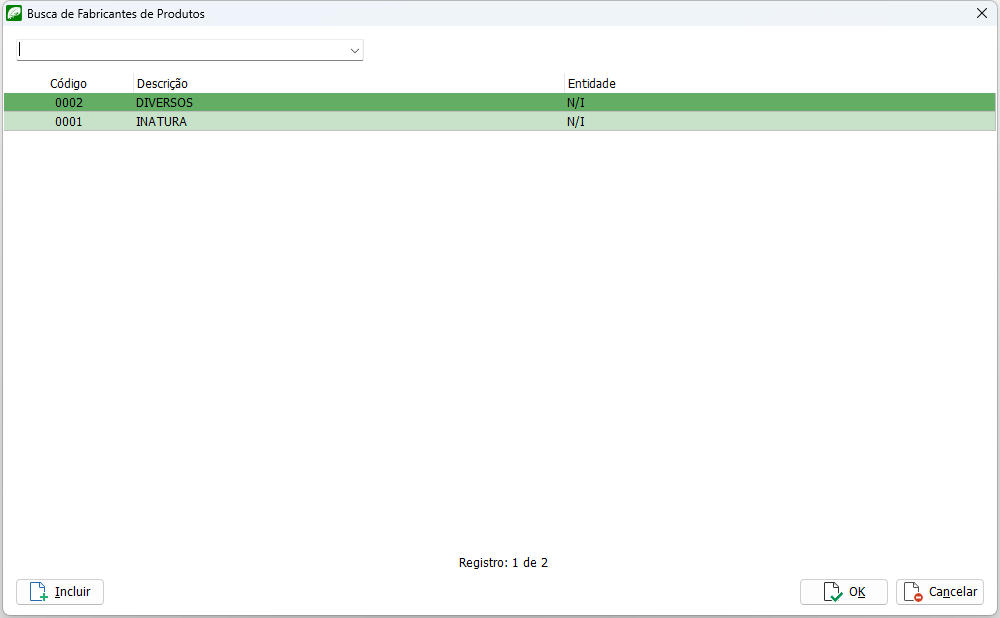 Busca de Fabricantes de Produtos
Código Descrição Entidade
0002 DIVERSOS N/I
0001 INATURA N/I
Registro: 1 de 2
Incluir OK Cancelar